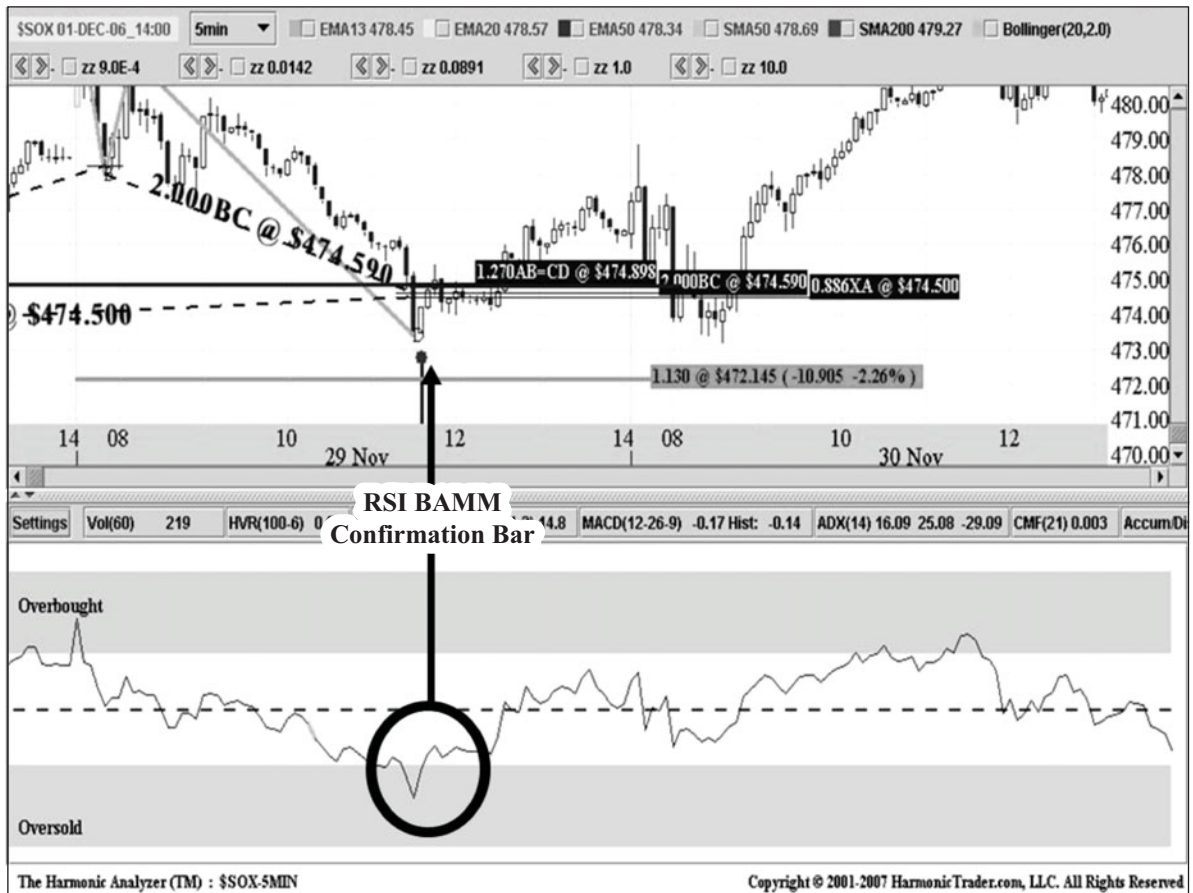 $SOX 01-DEC-06_14:00 5min EMA13 478.45 EMA20 478.57 EMA50 478.34 SMA50 478.69 SMA200 479.27 Bollinger(20,2.0)
zz 9.0E-4 zz 0.0142 zz 0.0891 zz 1.0 zz 10.0
480.00
479.00
478.00
477.00
476.00
475.00
474.00
473.00
472.00
471.00
470.00
2.000BC @ $474.590
1.270AB=CD @ $474.898 2.000BC @ $474.590 0.886XA @ $474.500
@ $474.500
1.130 @ $472.145 ( -10.905 -2.26% )
14 08 10 12 14 08 10 12
29 Nov 30 Nov
RSI BAMM
Confirmation Bar
Settings Vol(60) 219 HVR(100-6) 14.8 MACD(12-26-9) -0.17 Hist: -0.14 ADX(14) 16.09 25.08 -29.09 CMF(21) 0.003 Accum/Di
Overbought
Oversold
The Harmonic Analyzer (TM) : $SOX-5MIN
Copyright © 2001-2007 HarmonicTrader.com, LLC. All Rights Reserved